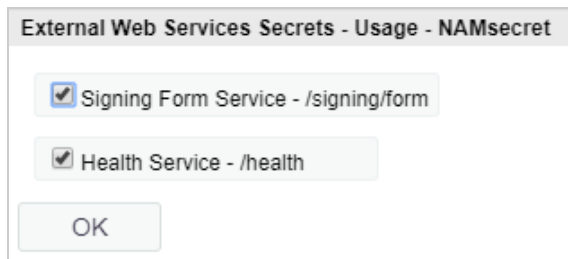 External Web Services Secrets - Usage - NAMsecret
Signing Form Service - /signing/form
Health Service - /health
OK